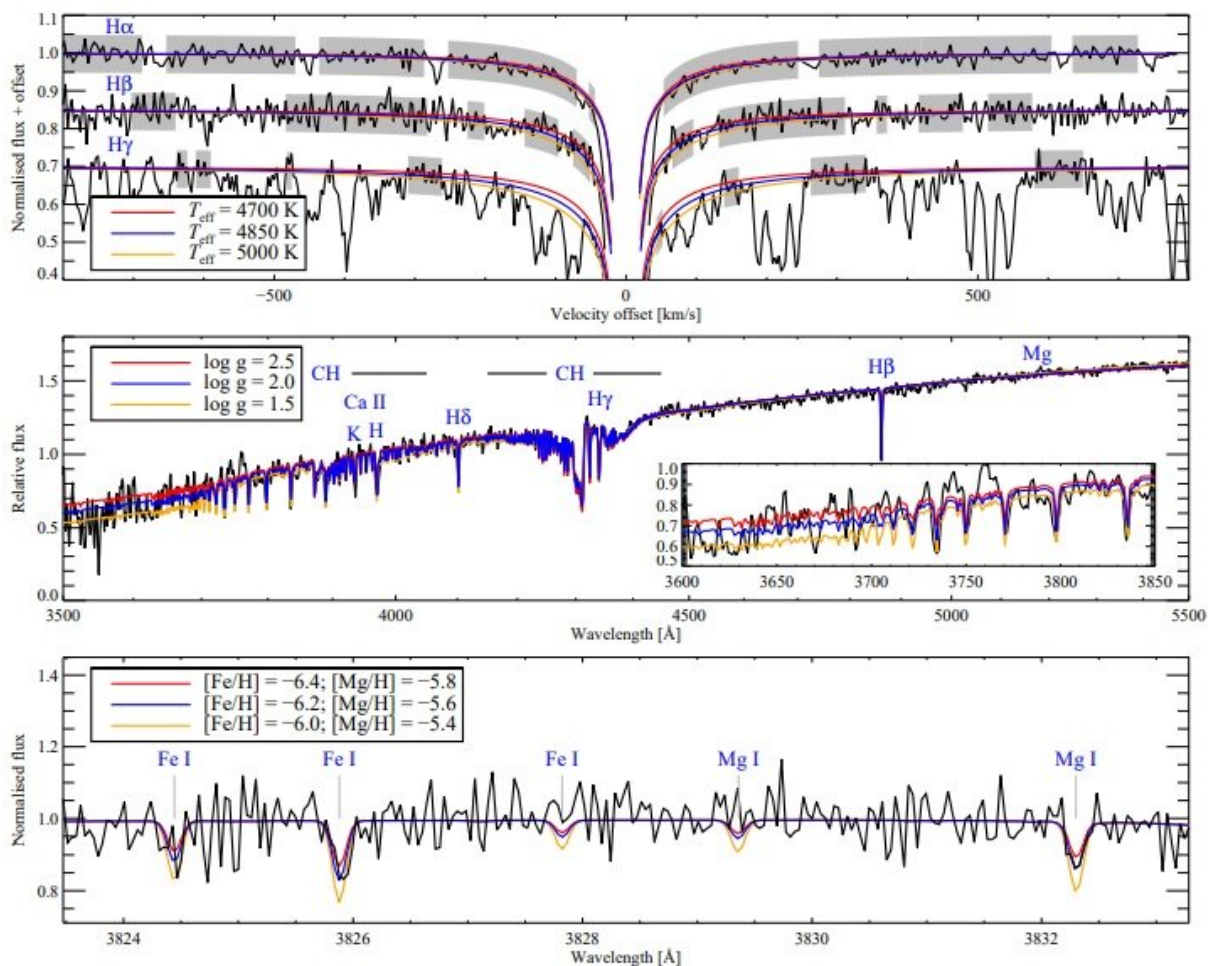 1.1
Hα
1.0
0.9
Hβ
0.8
Hγ
0.7
0.6
0.5
0.4
Normalised flux + offset
T_eff = 4700 K
T_eff = 4850 K
T_eff = 5000 K
−500
0
500
Velocity offset [km/s]
log g = 2.5
log g = 2.0
log g = 1.5
1.5
1.0
0.5
0.0
Relative flux
CH
Ca II
K
H
Hδ
CH
Hγ
Hβ
Mg
0.9
0.8
0.7
0.6
0.5
3600
3650
3700
3750
3800
3850
3500
4000
4500
5000
5500
Wavelength [Å]
[Fe/H] = −6.4; [Mg/H] = −5.8
[Fe/H] = −6.2; [Mg/H] = −5.6
[Fe/H] = −6.0; [Mg/H] = −5.4
1.4
1.2
1.0
0.8
Normalised flux
Fe I
Fe I
Fe I
Mg I
Mg I
3824
3826
3828
3830
3832
Wavelength [Å]